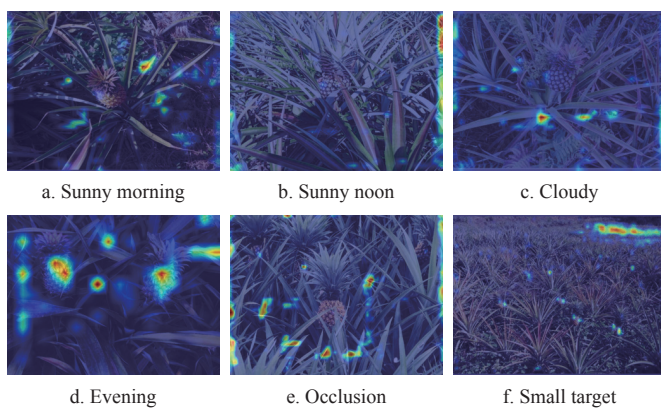 a. Sunny morning
b. Sunny noon
c. Cloudy
d. Evening
e. Occlusion
f. Small target